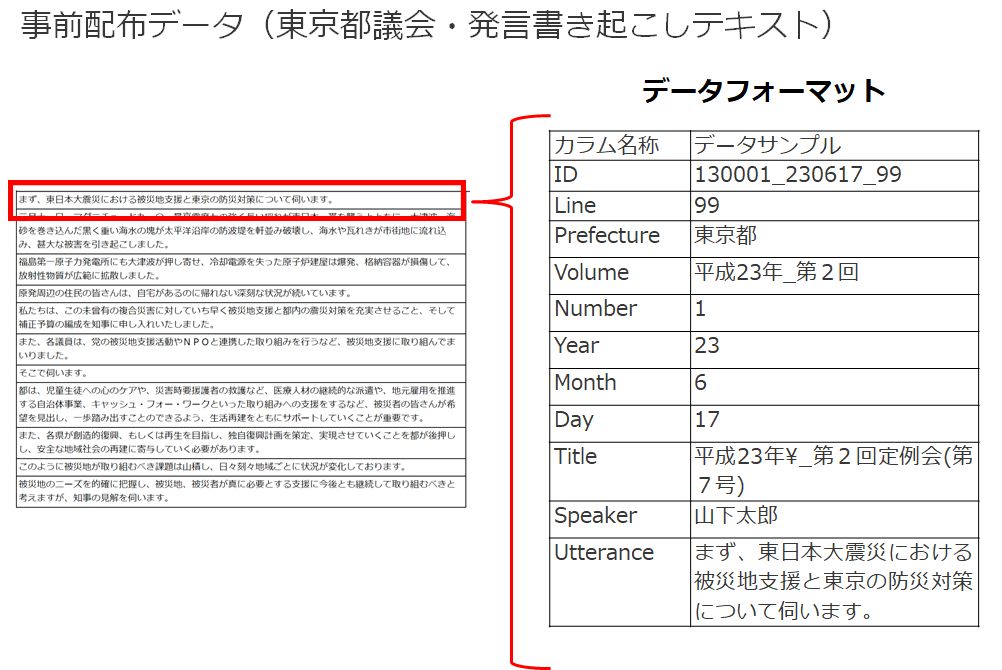 事前配布データ（東京都議会・発言書き起こしテキスト）
まず、東日本大震災における被災地支援と東京の防災対策について伺います。
砂を巻き込んだ黒く重い海水の塊が太平洋沿岸の防波堤を軒並み破壊し、海水や瓦れきが市街地に流れ込
み、甚大な被害を引き起こしました。
福島第一原子力発電所にも大津波が押し寄せ、冷却電源を失った原子炉建屋は爆発、格納容器が損傷して、
放射性物質が広範に拡散しました。
原発周辺の住民の皆さんは、自宅があるのに帰れない深刻な状況が続いています。
私たちは、この未曾有の複合災害に対していち早く被災地支援と都内の震災対策を充実させること、そして
補正予算の編成を知事に申し入れいたしました。
また、各議員は、党の被災地支援活動やＮＰＯと連携した取り組みを行うなど、被災地支援に取り組んでま
いりました。
そこで伺います。
都は、児童生徒への心のケアや、災害時要援護者の救護など、医療人材の継続的な派遣や、地元雇用を推進
する自治体事業、キャッシュ・フォー・ワークといった取り組みへの支援をするなど、被災者の皆さんが希
望を見出し、一歩踏み出すことのできるよう、生活再建をともにサポートしていくことが重要です。
また、各県が創造的復興、もしくは再生を目指し、独自復興計画を策定、実現させていくことを都が後押し
し、安全な地域社会の再建に寄与していく必要があります。
このように被災地が取り組むべき課題は山積し、日々刻々地域ごとに状況が変化しております。
被災地のニーズを的確に把握し、被災地、被災者が真に必要とする支援に今後とも継続して取り組むべきと
考えますが、知事の見解を伺います。
データフォーマット
カラム名称 データサンプル
ID 130001_230617_99
Line 99
Prefecture 東京都
Volume 平成23年_第２回
Number 1
Year 23
Month 6
Day 17
Title 平成23年¥_第２回定例会(第
７号)
Speaker 山下太郎
Utterance まず、東日本大震災における
被災地支援と東京の防災対策
について伺います。